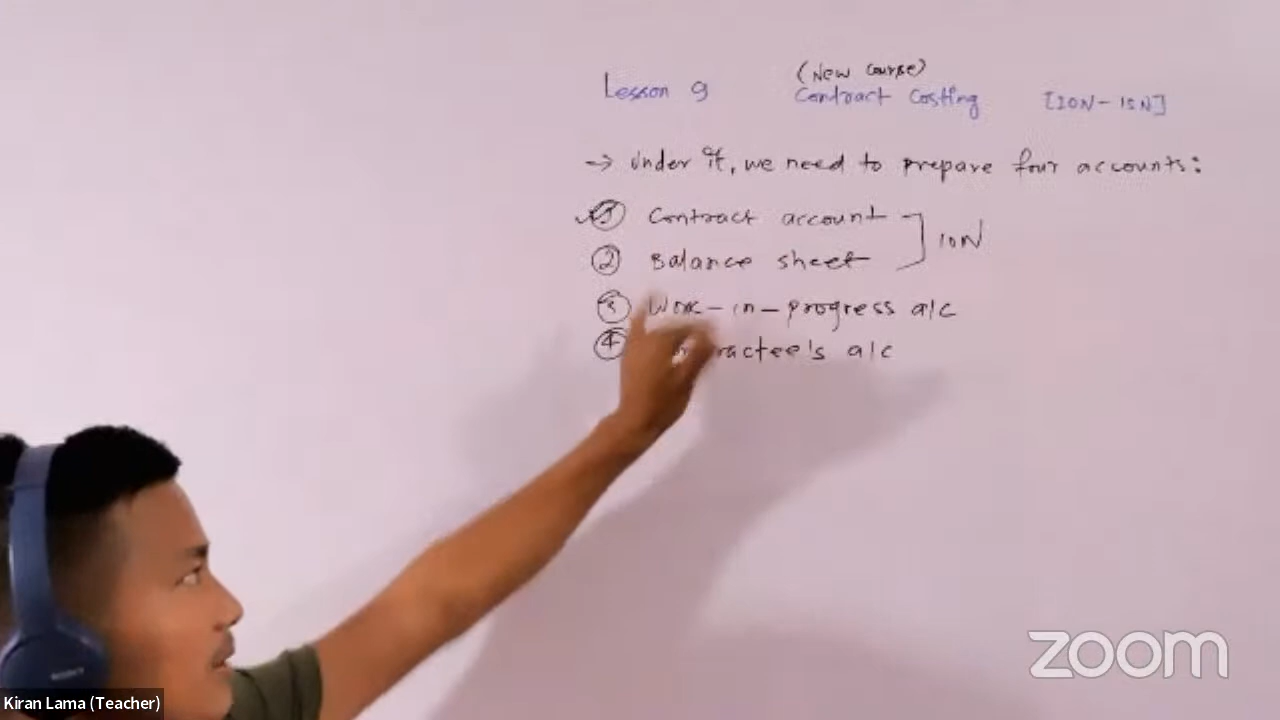 (New course)
Lesson 9 Contract Costing [10N-15N]
→ Under it, we need to prepare four accounts:
① Contract account
② Balance sheet
10N
③ Work-in-progress a/c
④ a/c
SONY
zoom
Kiran Lama (Teacher)